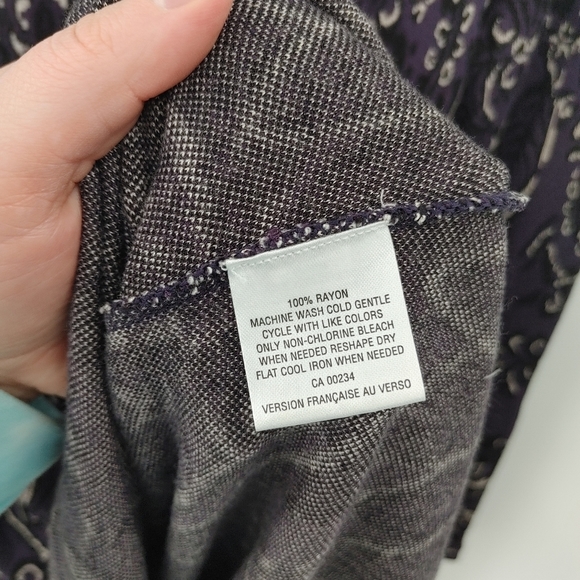 100% RAYON
MACHINE WASH COLD GENTLE
CYCLE WITH LIKE COLORS
ONLY NON-CHLORINE BLEACH
WHEN NEEDED RESHAPE DRY
FLAT COOL IRON WHEN NEEDED
CA 00234
VERSION FRANÇAISE AU VERSO